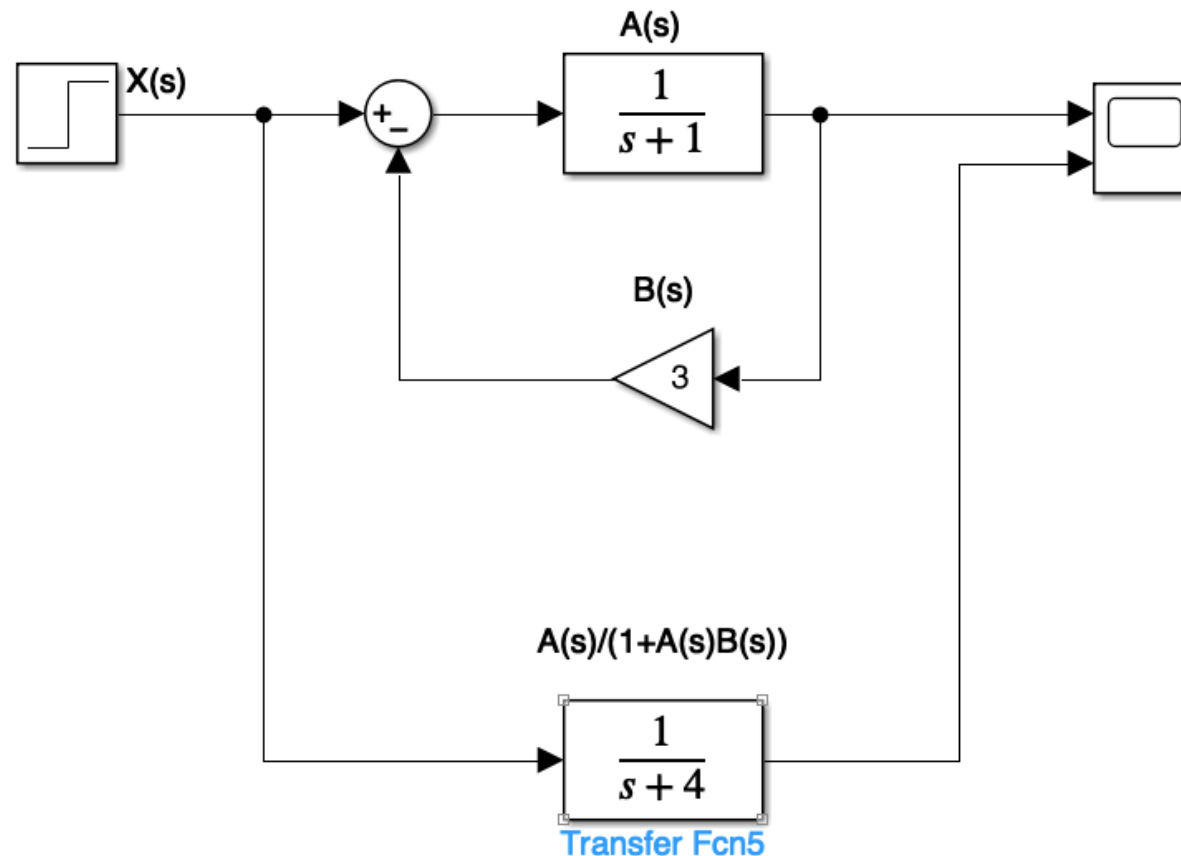 A(s)
X(s)
+
−
1
s + 1
B(s)
3
A(s)/(1+A(s)B(s))
1
s + 4
Transfer Fcn5